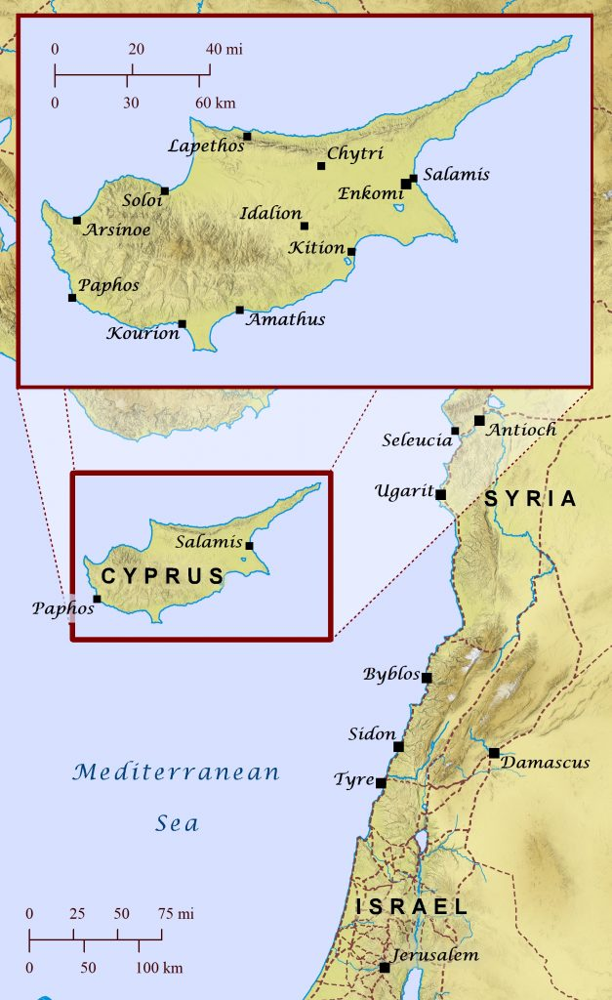 0 20 40 mi
0 30 60 km
Lapethos
Chytri
Salamis
Enkomi
Soloi
Idalion
Arsinoe
Kition
Paphos
Amathus
Kourion
Antioch
Seleucia
Ugarit
SYRIA
Salamis
CYPRUS
Paphos
Byblos
Sidon
Damascus
Mediterranean
Tyre
Sea
ISRAEL
0 25 50 75 mi
0 50 100 km
Jerusalem